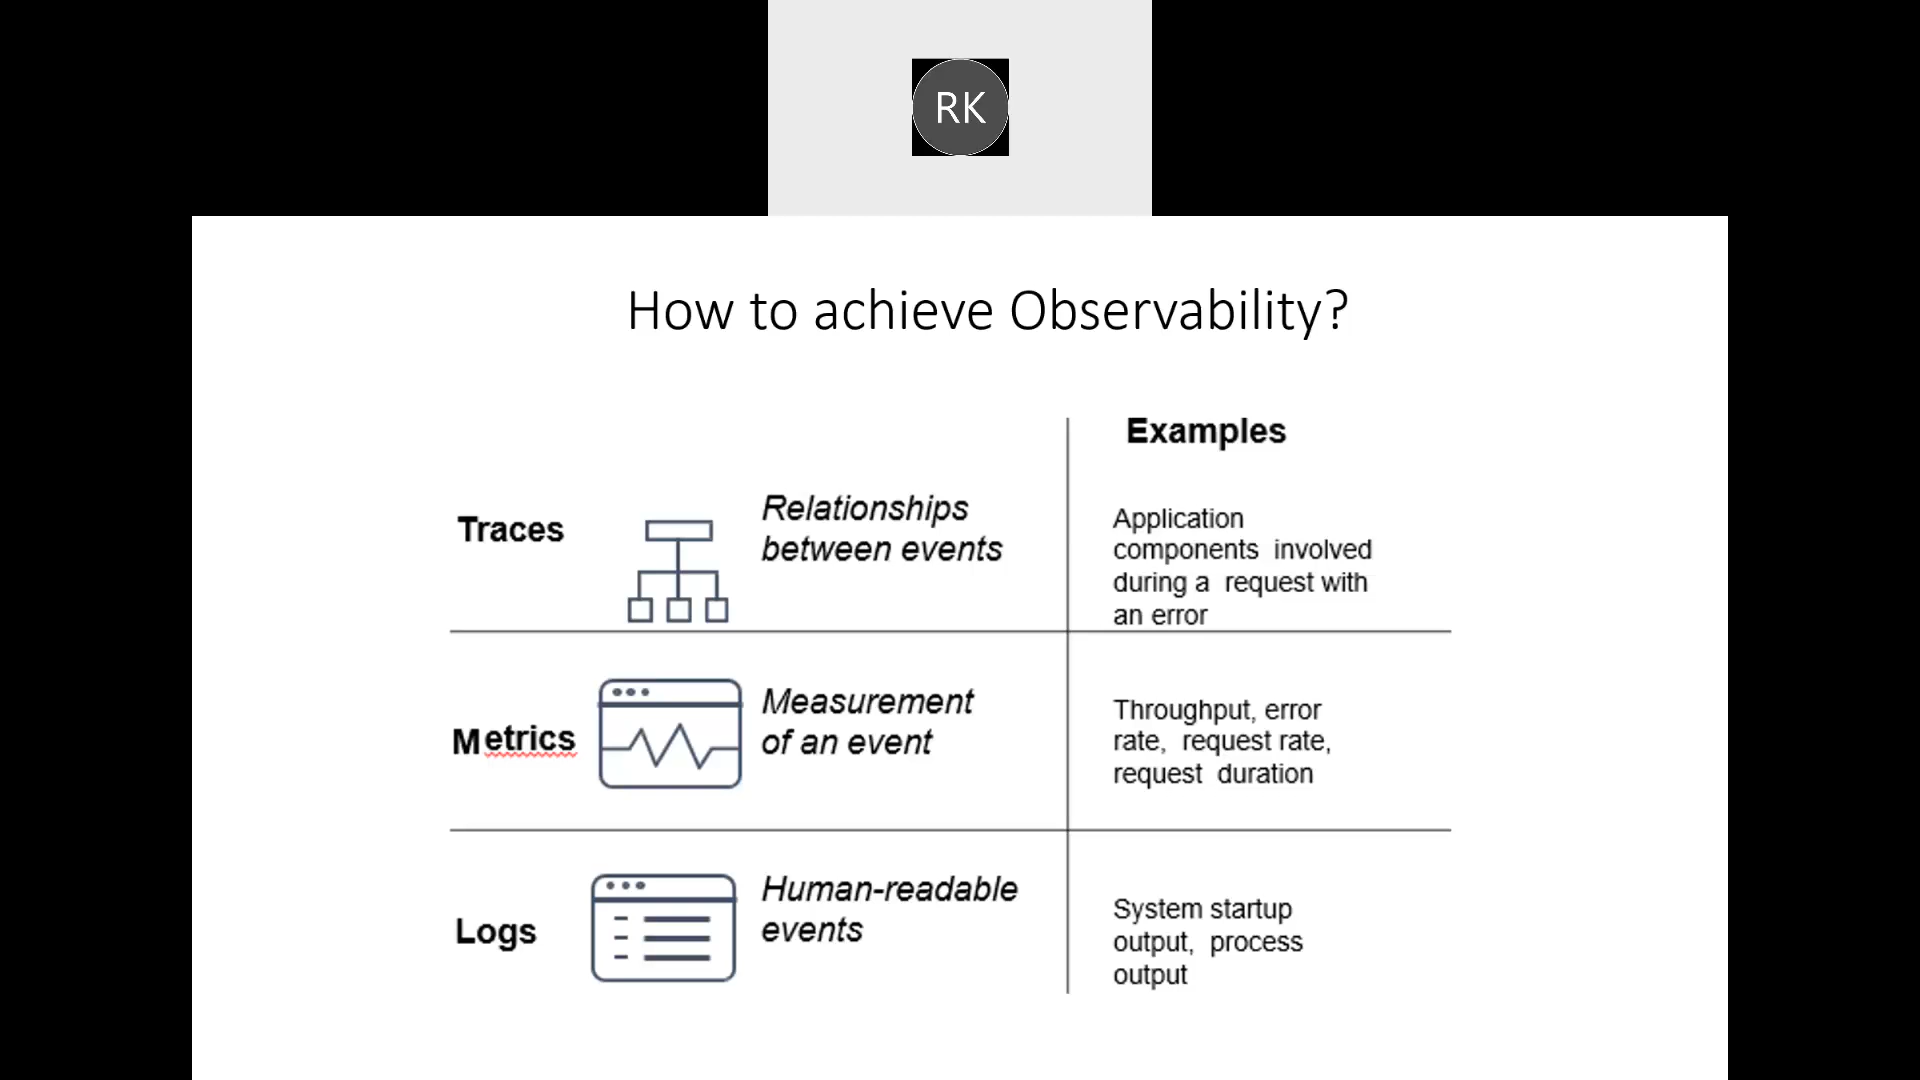 RK
How to achieve Observability?
Examples
Traces
Relationships
between events
Application
components involved
during a request with
an error
Metrics
Measurement
of an event
Throughput, error
rate, request rate,
request duration
Logs
Human-readable
events
System startup
output, process
output